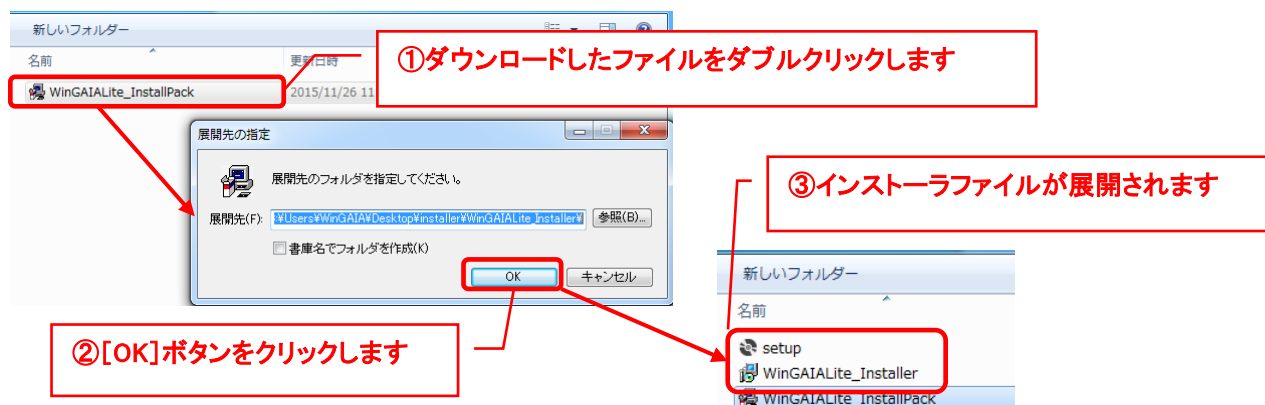 新しいフォルダー
名前
更新日時
①ダウンロードしたファイルをダブルクリックします
WinGAIALite_InstallPack
2015/11/26 11
展開先の指定
展開先のフォルダを指定してください。
展開先(F):
:¥Users¥WinGAIA¥Desktop¥installer¥WinGAIALite_Installer¥
参照(B)...
書庫名でフォルダを作成(K)
OK
キャンセル
②[OK]ボタンをクリックします
③インストーラファイルが展開されます
新しいフォルダー
名前
setup
WinGAIALite_Installer
WinGAIALite_InstallPack